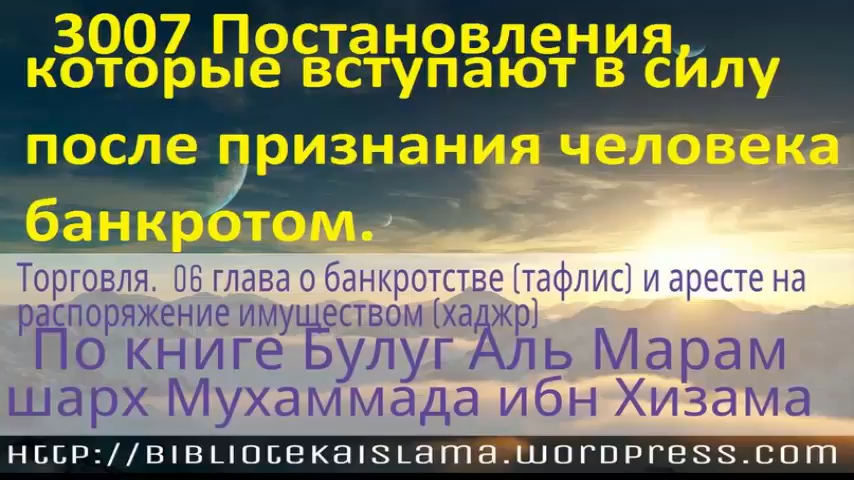 3007 Постановления,
которые вступают в силу
после признания человека
банкротом.
Торговля. 06 глава о банкротстве (тафлис) и аресте на
распоряжение имуществом (хаджр)
По книге Булуг Аль Марам
шарх Мухаммада ибн Хизама
http://bibliotekaislama.wordpress.com